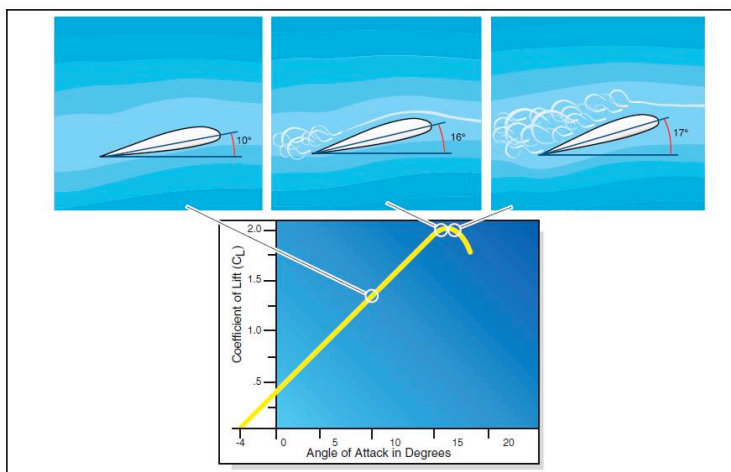 10°
16°
17°
2.0
1.5
1.0
.5
Coefficient of Lift (CL)
-4 0 5 10 15 20
Angle of Attack in Degrees